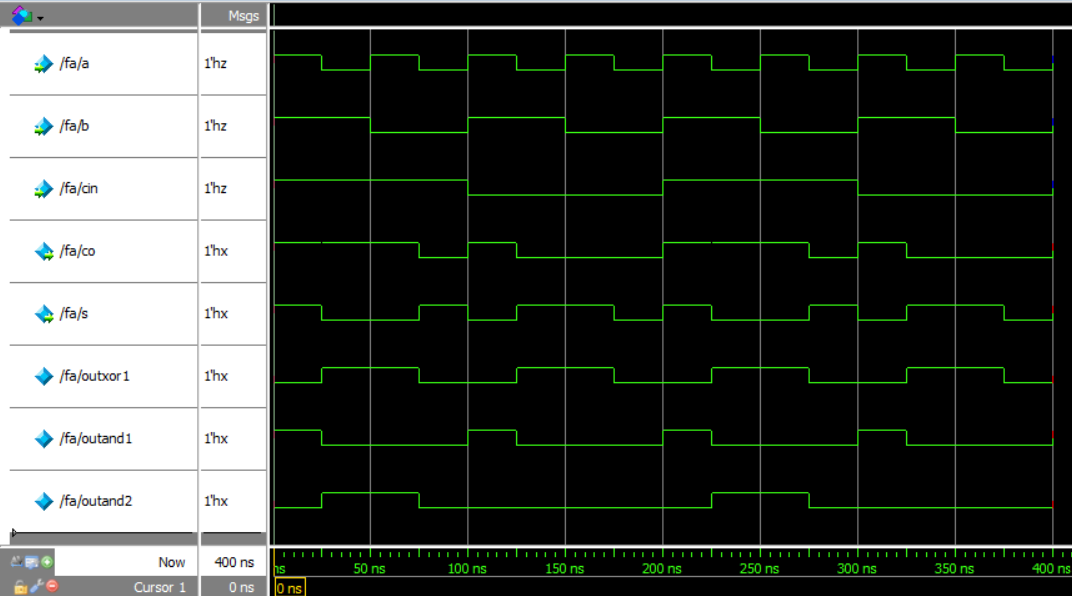 Msgs
/fa/a 1'hz
/fa/b 1'hz
/fa/cin 1'hz
/fa/co 1'hx
/fa/s 1'hx
/fa/outxor1 1'hx
/fa/outand1 1'hx
/fa/outand2 1'hx
Now 400 ns ns 50 ns 100 ns 150 ns 200 ns 250 ns 300 ns 350 ns 400 ns
Cursor 1 0 ns 0 ns